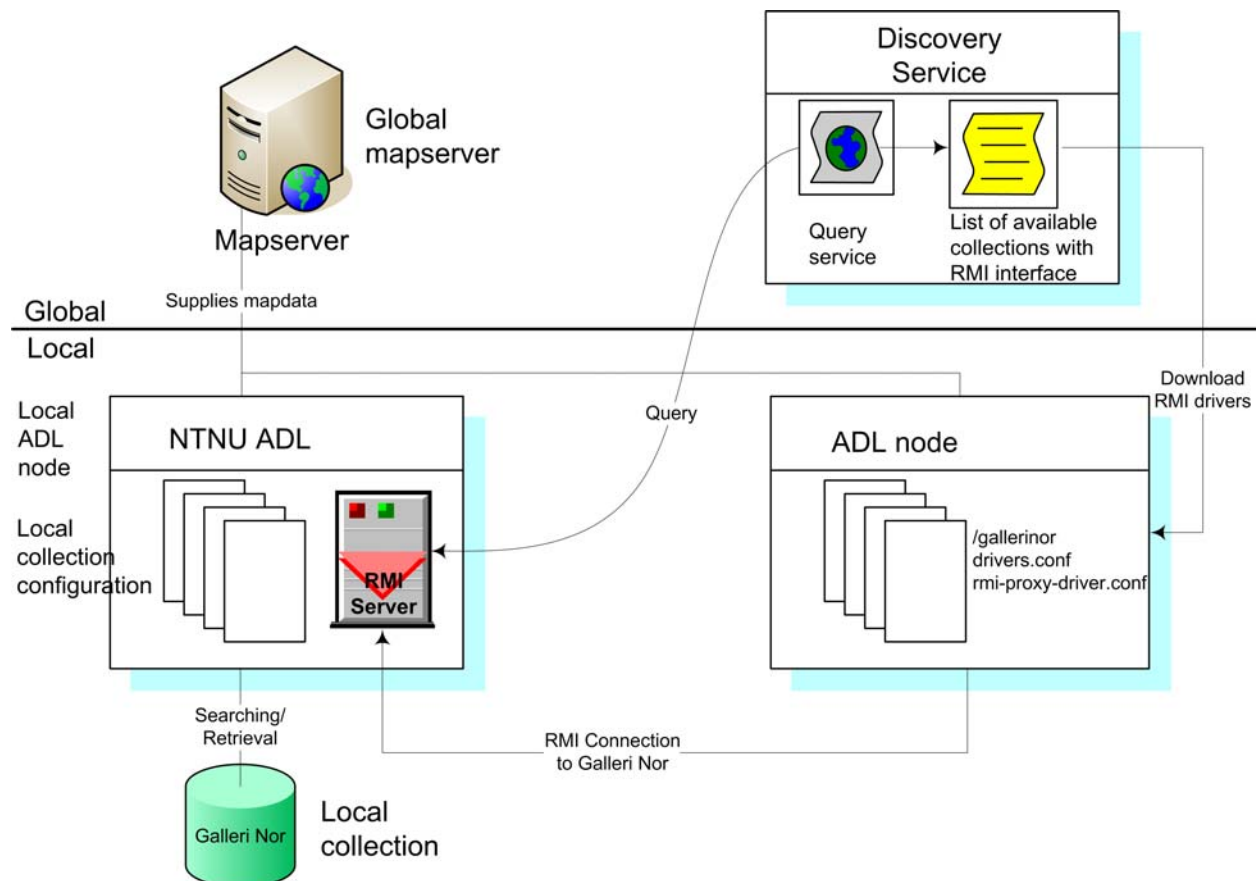 Discovery
Service
Global
mapserver
Mapserver
Query
service
List of available
collections with
RMI interface
Supplies mapdata
Global
Local
Download
RMI drivers
Query
Local
ADL
node
NTNU ADL
ADL node
Local
collection
configuration
RMI
Server
/gallerinor
drivers.conf
rmi-proxy-driver.conf
Searching/
Retrieval
RMI Connection
to Galleri Nor
Galleri Nor
Local
collection